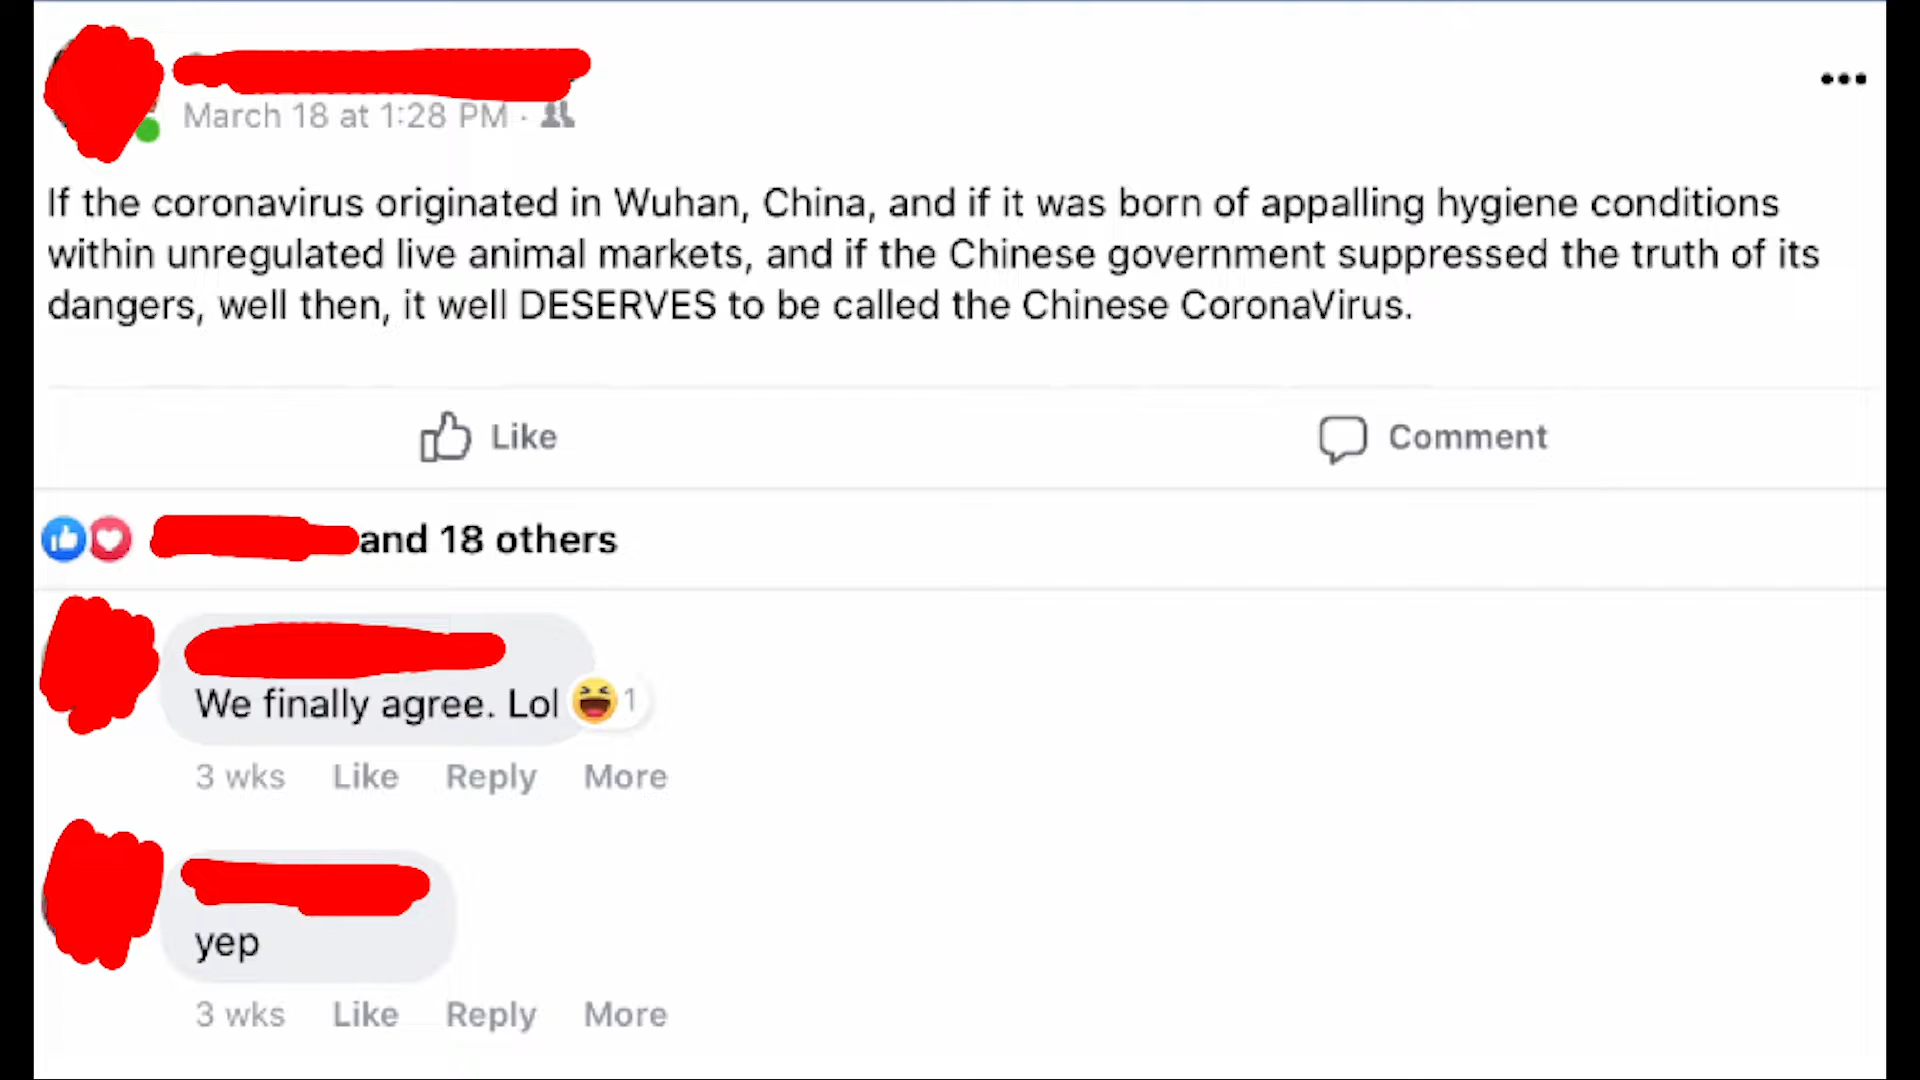 March 18 at 1:28 PM ·
If the coronavirus originated in Wuhan, China, and if it was born of appalling hygiene conditions
within unregulated live animal markets, and if the Chinese government suppressed the truth of its
dangers, well then, it well DESERVES to be called the Chinese CoronaVirus.
Like Comment
and 18 others
We finally agree. Lol 😆 1
3 wks Like Reply More
yep
3 wks Like Reply More